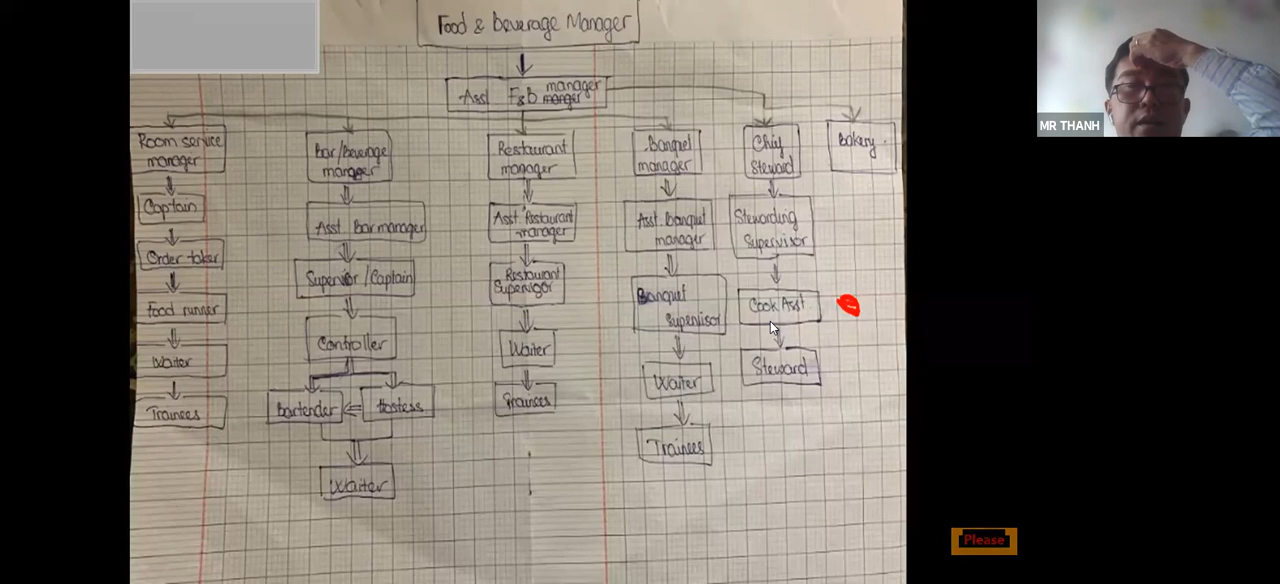 Food & beverage Manager
Asst F&b manager
manger
Room service
manager
Bar/beverage
manager
Restaurant
manager
Banquet
manager
Chief
Steward
Bakery
Captain
Asst Bar manager
Asst Restaurant
manager
Asst banquet
manager
Stewarding
Supervisor
Order taker
Supervisor/Captain
Restaurant
Supervisor
Banquet
Supervisor
Cook Asst
Food runner
Controller
Waiter
Waiter
Waiter
Steward
Trainees
Bartender
Hostess
Trainees
Trainees
Waiter
MR THANH
Please